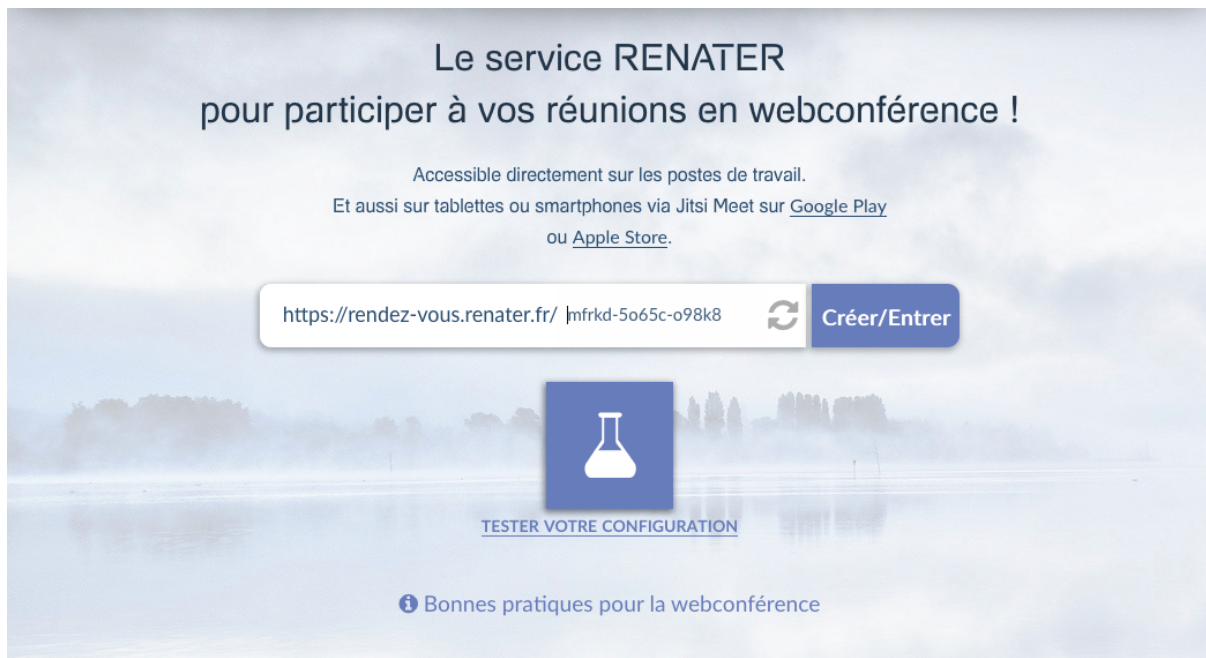 Le service RENATER
pour participer à vos réunions en webconférence !
Accessible directement sur les postes de travail.
Et aussi sur tablettes ou smartphones via Jitsi Meet sur Google Play
ou Apple Store.
https://rendez-vous.renater.fr/ mfrkd-5o65c-o98k8 Créer/Entrer
TESTER VOTRE CONFIGURATION
Bonnes pratiques pour la webconférence